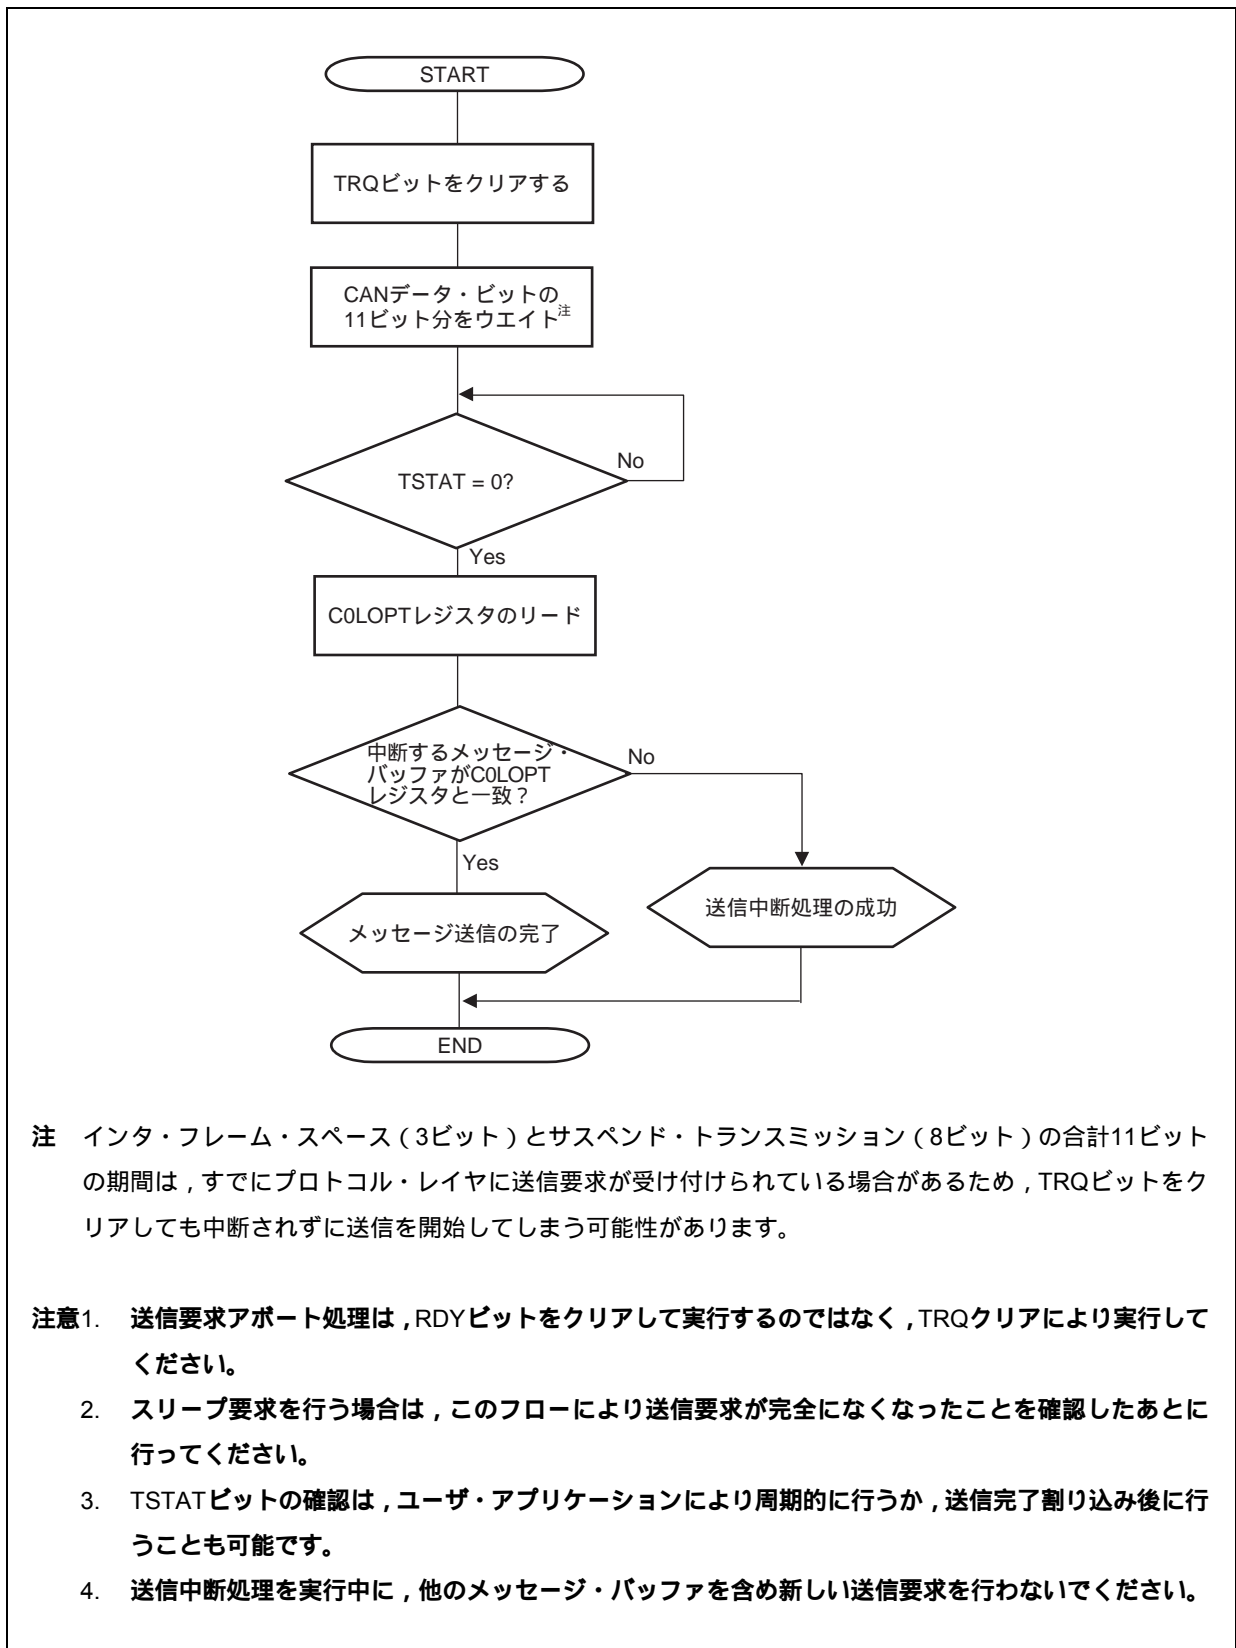 START
TRQビットをクリアする
CANデータ・ビットの
11ビット分をウエイト注
TSTAT = 0?
No
Yes
C0LOPTレジスタのリード
中断するメッセージ・
バッファがC0LOPT
レジスタと一致？
No
Yes
送信中断処理の成功
メッセージ送信の完了
END
注 インタ・フレーム・スペース（3ビット）とサスペンド・トランスミッション（8ビット）の合計11ビット
の期間は，すでにプロトコル・レイヤに送信要求が受け付けられている場合があるため，TRQビットをク
リアしても中断されずに送信を開始してしまう可能性があります。
注意1. 送信要求アボート処理は，RDYビットをクリアして実行するのではなく，TRQクリアにより実行して
ください。
2. スリープ要求を行う場合は，このフローにより送信要求が完全になくなったことを確認したあとに
行ってください。
3. TSTATビットの確認は，ユーザ・アプリケーションにより周期的に行うか，送信完了割り込み後に行
うことも可能です。
4. 送信中断処理を実行中に，他のメッセージ・バッファを含め新しい送信要求を行わないでください。